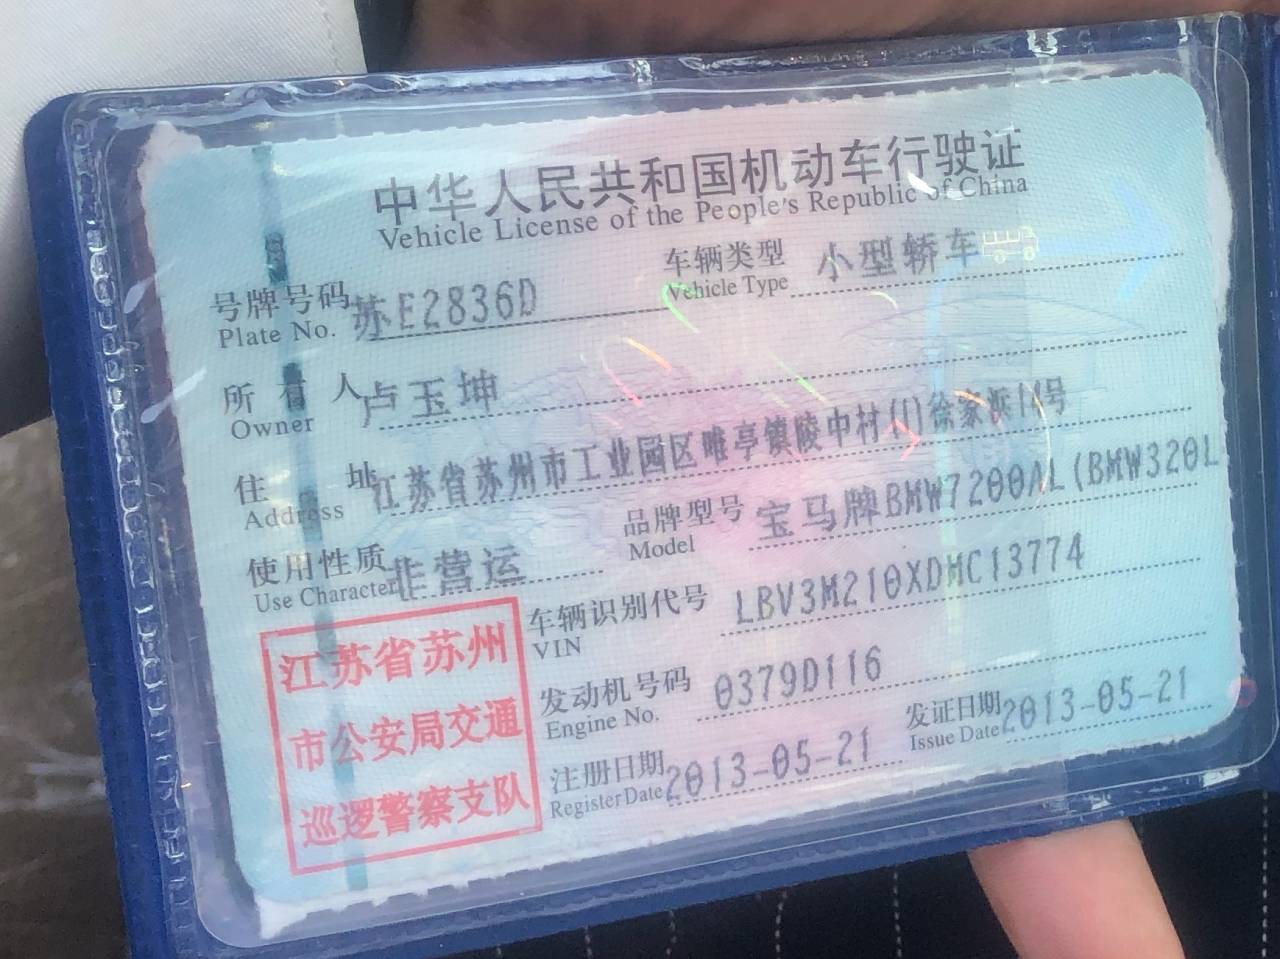 中华人民共和国机动车行驶证
Vehicle License of the People's Republic of China
号牌号码 苏E2836D 车辆类型 小型轿车
Plate No. Vehicle Type
所有人 卢玉坤
Owner
住址 江苏省苏州市工业园区唯亭镇陵中村(1)徐家浜14号
Address
使用性质 非营运 品牌型号 宝马牌BMW7200AL(BMW320L
Use Character Model
车辆识别代号 LBV3M210XDMC13774
VIN
发动机号码 0379D116
Engine No.
注册日期 2013-05-21 发证日期 2013-05-21
Register Date Issue Date
江苏省苏州
市公安局交通
巡逻警察支队